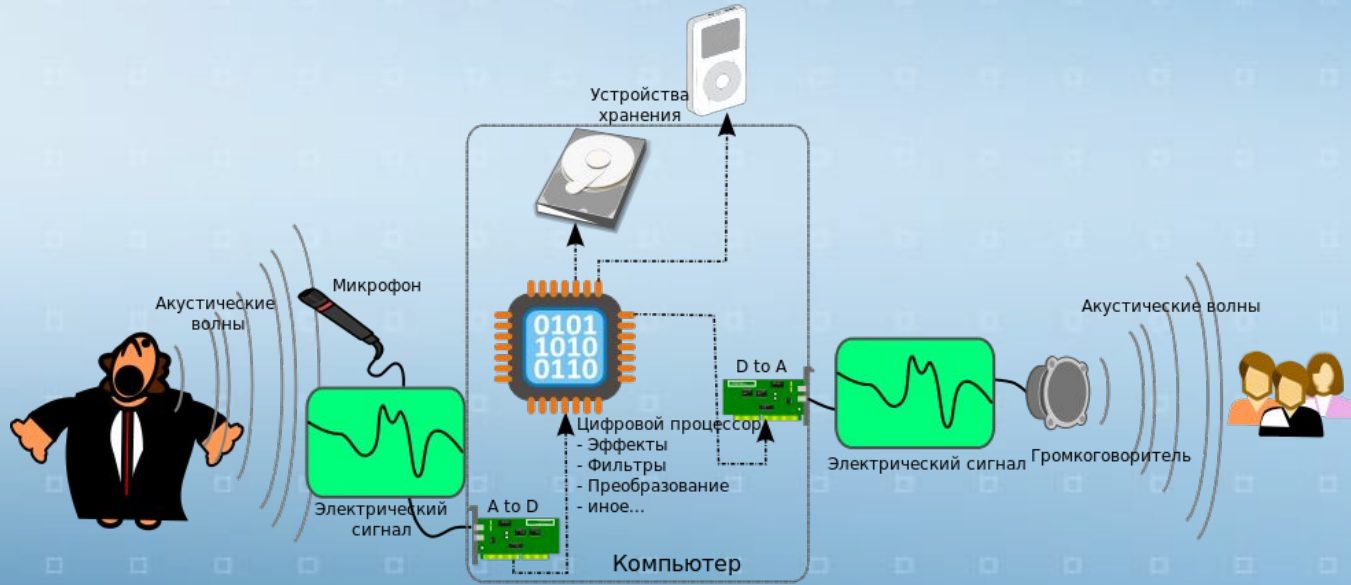 Устройства
хранения
Микрофон
Акустические
волны
Электрический
сигнал
A to D
0101
1010
0110
Цифровой процессор
- Эффекты
- Фильтры
- Преобразование
- иное...
D to A
Электрический сигнал
Громкоговоритель
Акустические волны
Компьютер